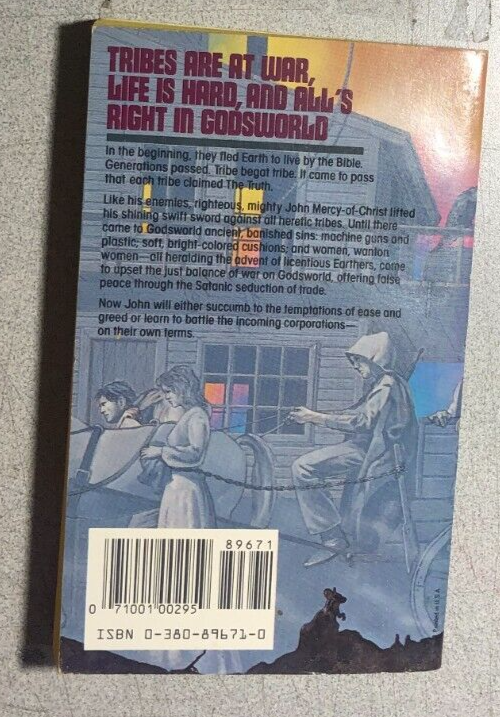 TRIBES ARE AT WAR,
LIFE IS HARD, AND ALL'S
RIGHT IN GODSWORLD
In the beginning, they fled Earth to live by the Bible.
Generations passed. Tribe begat tribe. It came to pass
that each tribe claimed The Truth.
Like his enemies, righteous, mighty John Mercy-of-Christ lifted
his shining swift sword against all heretic tribes. Until there
came to Godsworld ancient, banished sins: machine guns and
plastic; soft, bright-colored cushions; and women, wanton
women—all heralding the advent of licentious Earthers, come
to upset the just balance of war on Godsworld, offering false
peace through the Satanic seduction of trade.
Now John will either succumb to the temptations of ease and
greed or learn to battle the incoming corporations—
on their own terms.
89671
0 71001 00295
ISBN 0-380-89671-0
Printed in U.S.A.